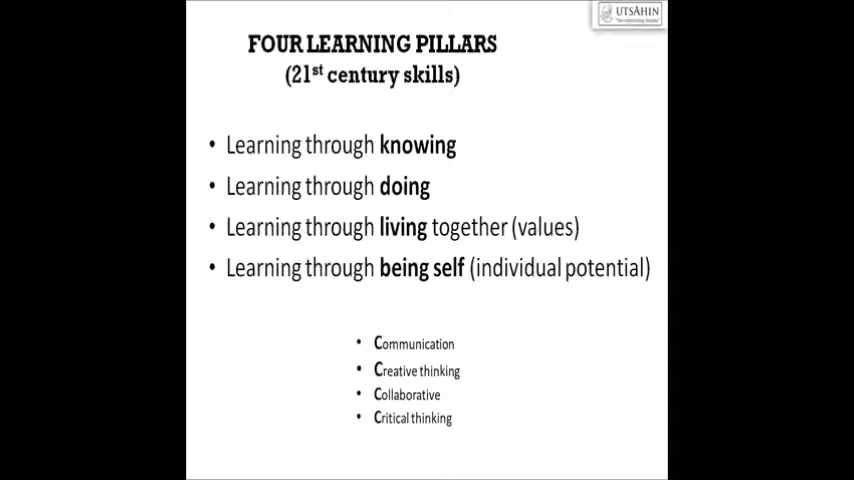 UTSAHIN
FOUR LEARNING PILLARS
(21st century skills)
• Learning through knowing
• Learning through doing
• Learning through living together (values)
• Learning through being self (individual potential)
• Communication
• Creative thinking
• Collaborative
• Critical thinking